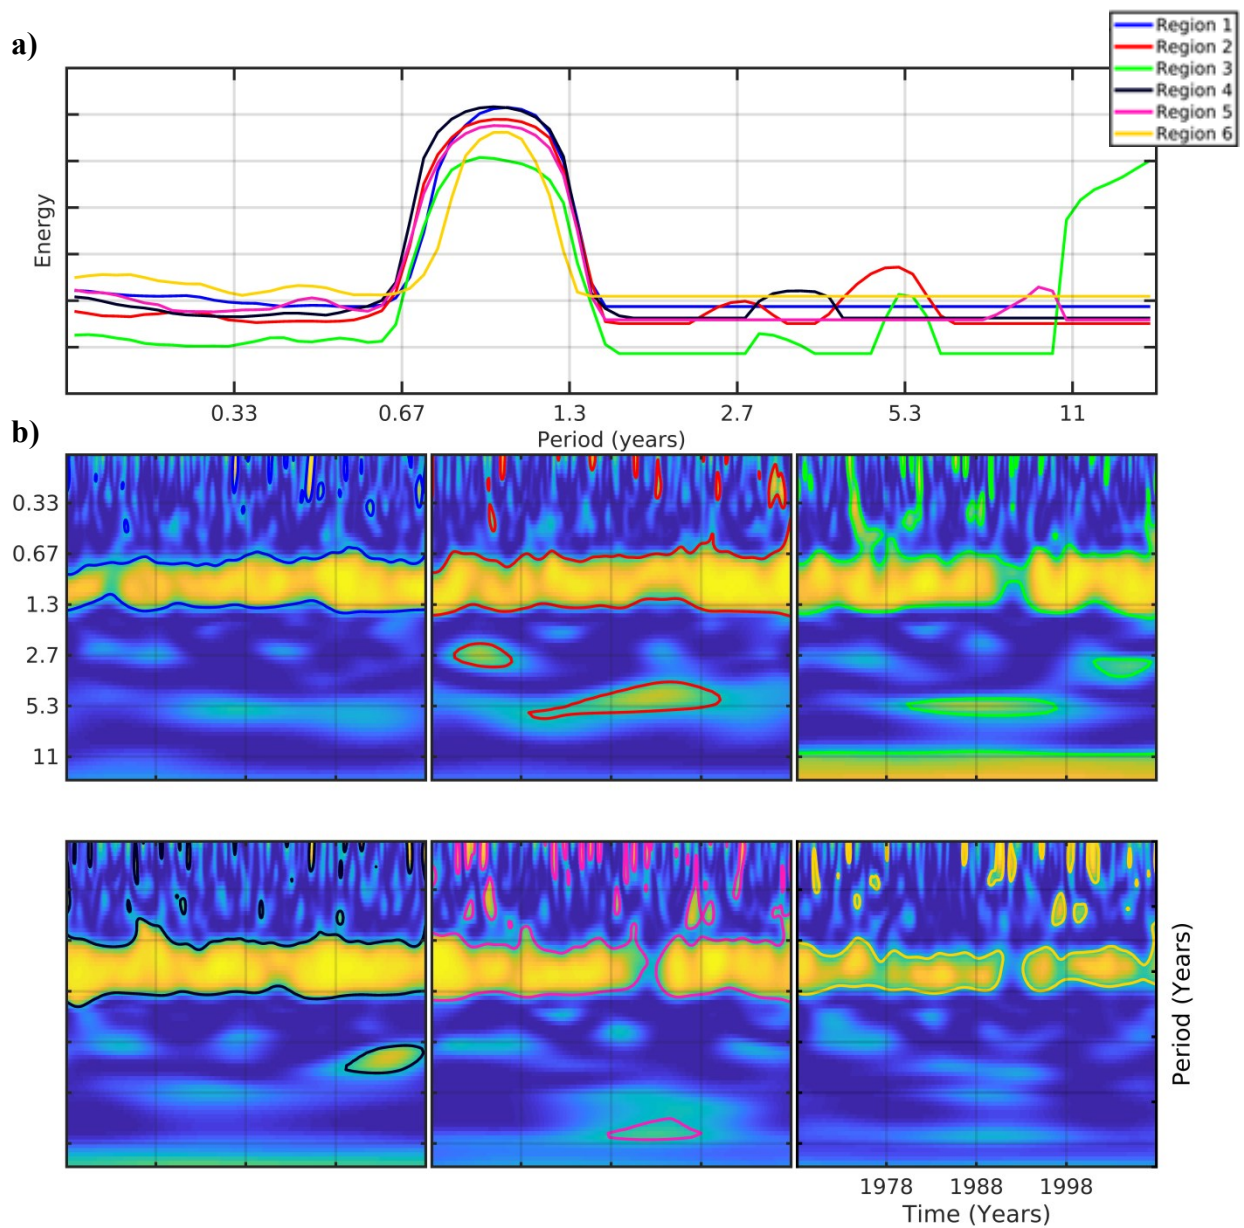 a)
Region 1
Region 2
Region 3
Region 4
Region 5
Region 6
Energy
0.33 0.67 1.3 2.7 5.3 11
Period (years)
b)
0.33
0.67
1.3
2.7
5.3
11
Period (Years)
1978 1988 1998
Time (Years)